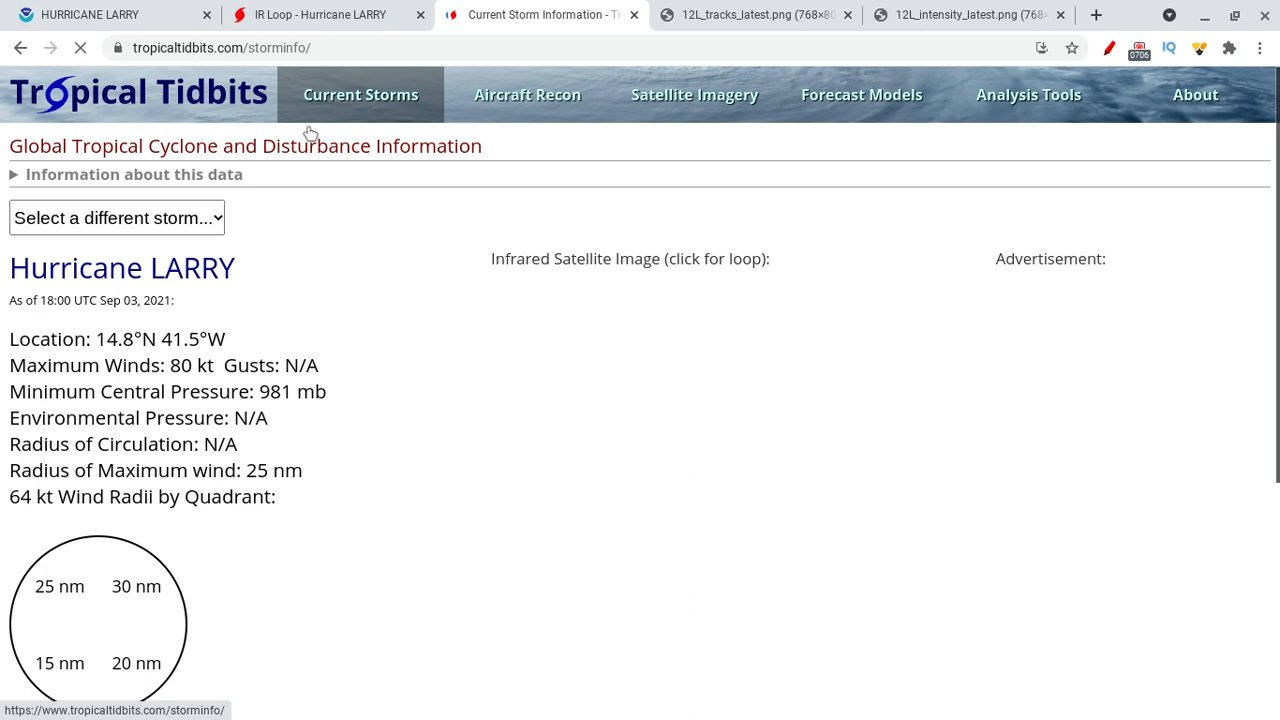 HURRICANE LARRY
IR Loop - Hurricane LARRY
Current Storm Information - Tr
12L_tracks_latest.png (768×80
12L_intensity_latest.png (768×
tropicaltidbits.com/storminfo/
0706
IQ
Tropical Tidbits
Current Storms
Aircraft Recon
Satellite Imagery
Forecast Models
Analysis Tools
About
Global Tropical Cyclone and Disturbance Information
Information about this data
Select a different storm...
Hurricane LARRY
Infrared Satellite Image (click for loop):
Advertisement:
As of 18:00 UTC Sep 03, 2021:
Location: 14.8°N 41.5°W
Maximum Winds: 80 kt Gusts: N/A
Minimum Central Pressure: 981 mb
Environmental Pressure: N/A
Radius of Circulation: N/A
Radius of Maximum wind: 25 nm
64 kt Wind Radii by Quadrant:
25 nm 30 nm
15 nm 20 nm
https://www.tropicaltidbits.com/storminfo/